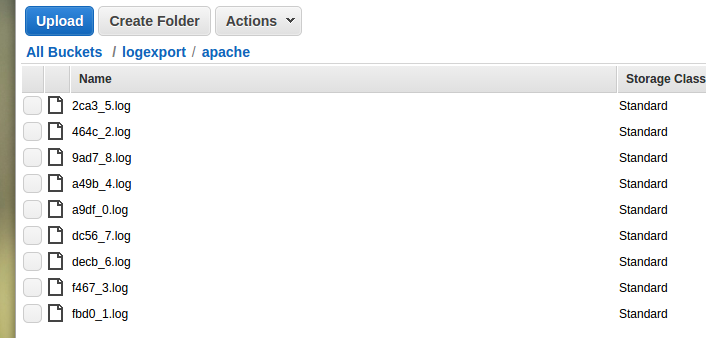 Upload Create Folder Actions
All Buckets / logexport / apache
Name Storage Class
2ca3_5.log Standard
464c_2.log Standard
9ad7_8.log Standard
a49b_4.log Standard
a9df_0.log Standard
dc56_7.log Standard
decb_6.log Standard
f467_3.log Standard
fbd0_1.log Standard